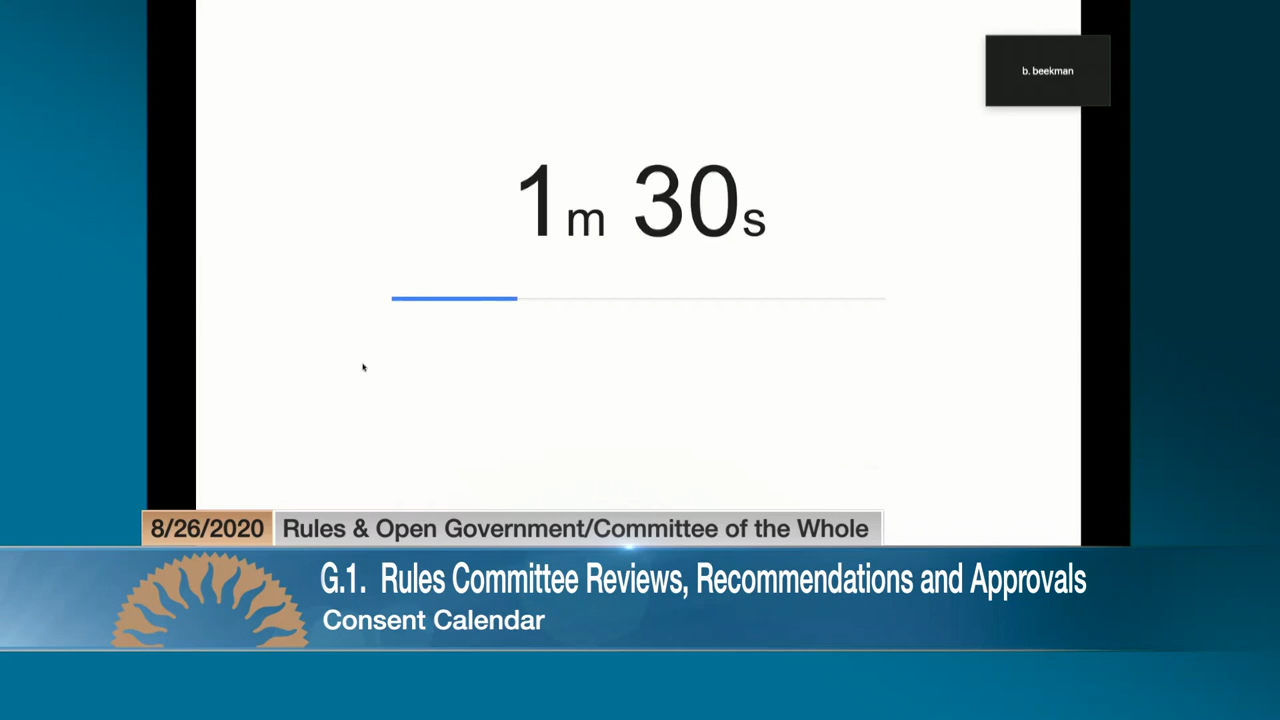 b. beekman
1m 30s
8/26/2020 Rules & Open Government/Committee of the Whole
G.1. Rules Committee Reviews, Recommendations and Approvals
Consent Calendar